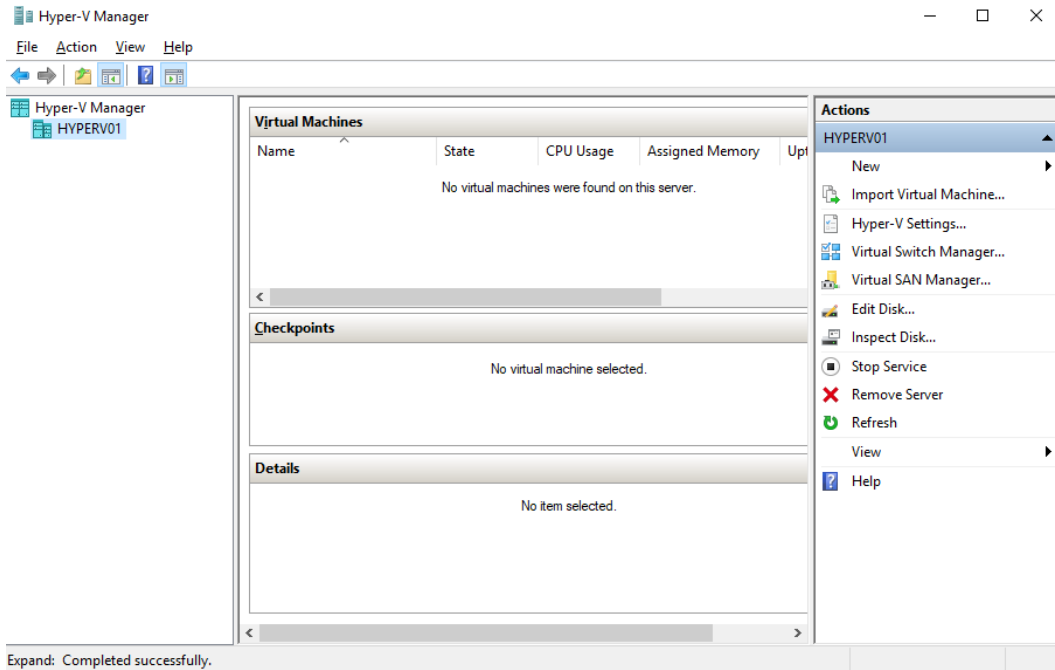 Hyper-V Manager
File Action View Help
Hyper-V Manager
HYPERV01
Virtual Machines
Name State CPU Usage Assigned Memory Upt
No virtual machines were found on this server.
Checkpoints
No virtual machine selected.
Details
No item selected.
Actions
HYPERV01
New
Import Virtual Machine...
Hyper-V Settings...
Virtual Switch Manager...
Virtual SAN Manager...
Edit Disk...
Inspect Disk...
Stop Service
Remove Server
Refresh
View
Help
Expand: Completed successfully.